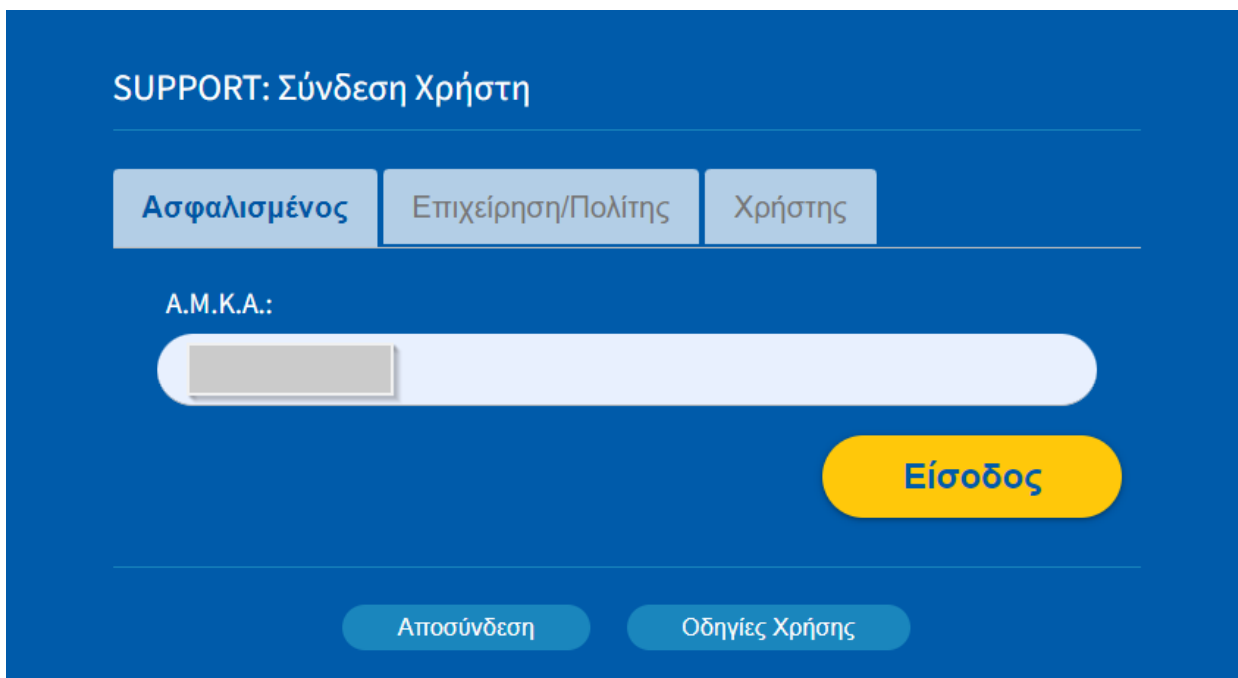 SUPPORT: Σύνδεση Χρήστη
Ασφαλισμένος Επιχείρηση/Πολίτης Χρήστης
Α.Μ.Κ.Α.:
Είσοδος
Αποσύνδεση Οδηγίες Χρήσης